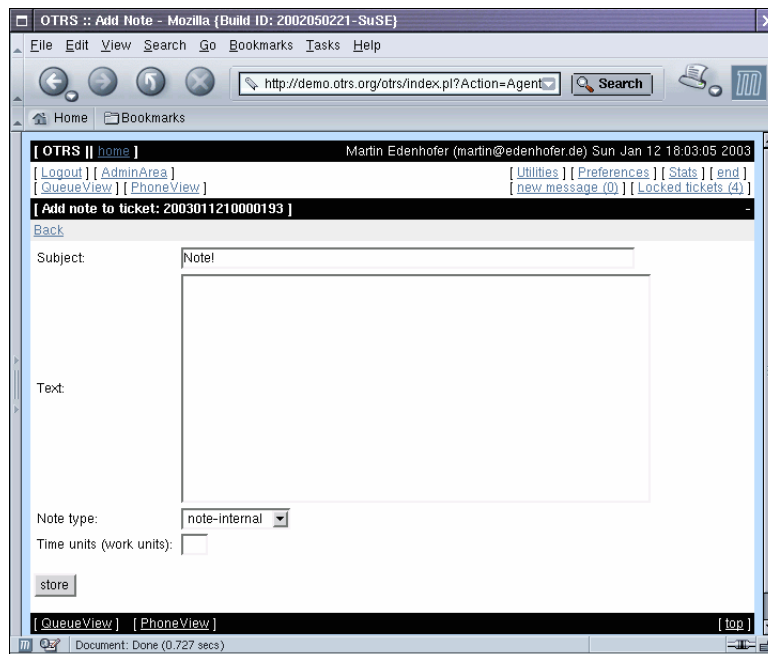 OTRS :: Add Note - Mozilla {Build ID: 2002050221-SuSE}
File Edit View Search Go Bookmarks Tasks Help
http://demo.otrs.org/otrs/index.pl?Action=Agent Search
Home Bookmarks
[ OTRS || home ] Martin Edenhofer (martin@edenhofer.de) Sun Jan 12 18:03:05 2003
[ Logout ] [ AdminArea ] [ Utilities ] [ Preferences ] [ Stats ] [ end ]
[ QueueView ] [ PhoneView ] [ new message (0) ] [ Locked tickets (4) ]
[ Add note to ticket: 2003011210000193 ] -
Back
Subject: Note!
Text:
Note type: note-internal
Time units (work units):
store
[ QueueView ] [ PhoneView ] [ top ]
Document: Done (0.727 secs)